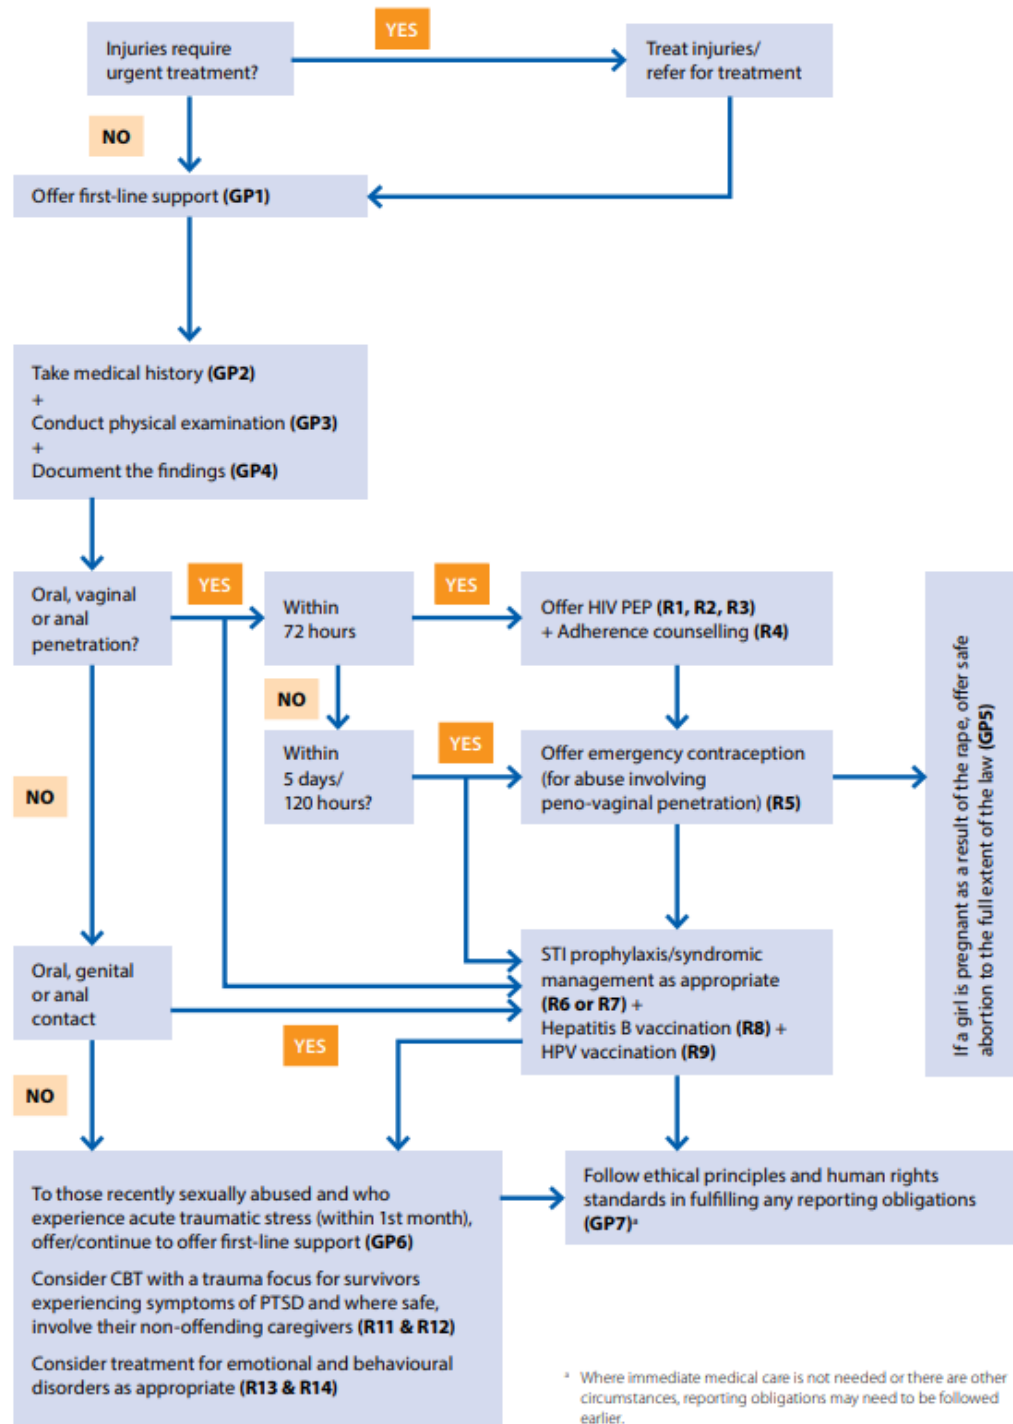 YES
Injuries require
urgent treatment?
Treat injuries/
refer for treatment
NO
Offer first-line support (GP1)
Take medical history (GP2)
+
Conduct physical examination (GP3)
+
Document the findings (GP4)
Oral, vaginal
or anal
penetration?
YES
Within
72 hours
YES
Offer HIV PEP (R1, R2, R3)
+ Adherence counselling (R4)
NO
Within
5 days/
120 hours?
YES
Offer emergency contraception
(for abuse involving
peno-vaginal penetration) (R5)
If a girl is pregnant as a result of the rape, offer safe
abortion to the full extent of the law (GP5)
NO
Oral, genital
or anal
contact
YES
STI prophylaxis/syndromic
management as appropriate
(R6 or R7) +
Hepatitis B vaccination (R8) +
HPV vaccination (R9)
NO
To those recently sexually abused and who
experience acute traumatic stress (within 1st month),
offer/continue to offer first-line support (GP6)
Consider CBT with a trauma focus for survivors
experiencing symptoms of PTSD and where safe,
involve their non-offending caregivers (R11 & R12)
Consider treatment for emotional and behavioural
disorders as appropriate (R13 & R14)
Follow ethical principles and human rights
standards in fulfilling any reporting obligations
(GP7)ᵃ
ᵃ Where immediate medical care is not needed or there are other
circumstances, reporting obligations may need to be followed
earlier.